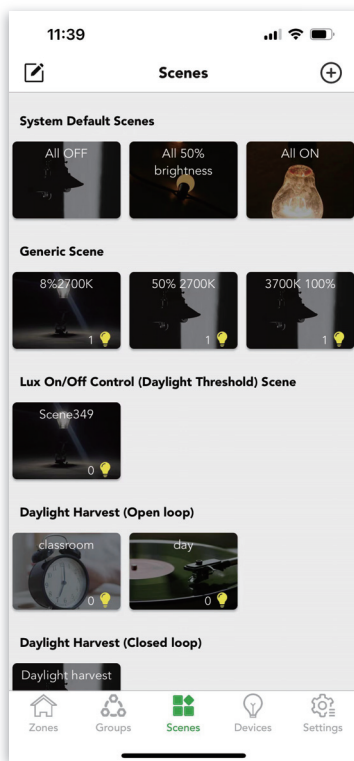 11:39
Scenes
System Default Scenes
All OFF
All 50%
brightness
All ON
Generic Scene
8%2700K
1
50% 2700K
1
3700K 100%
1
Lux On/Off Control (Daylight Threshold) Scene
Scene349
0
Daylight Harvest (Open loop)
classroom
0
day
0
Daylight Harvest (Closed loop)
Daylight harvest
Zones
Groups
Scenes
Devices
Settings